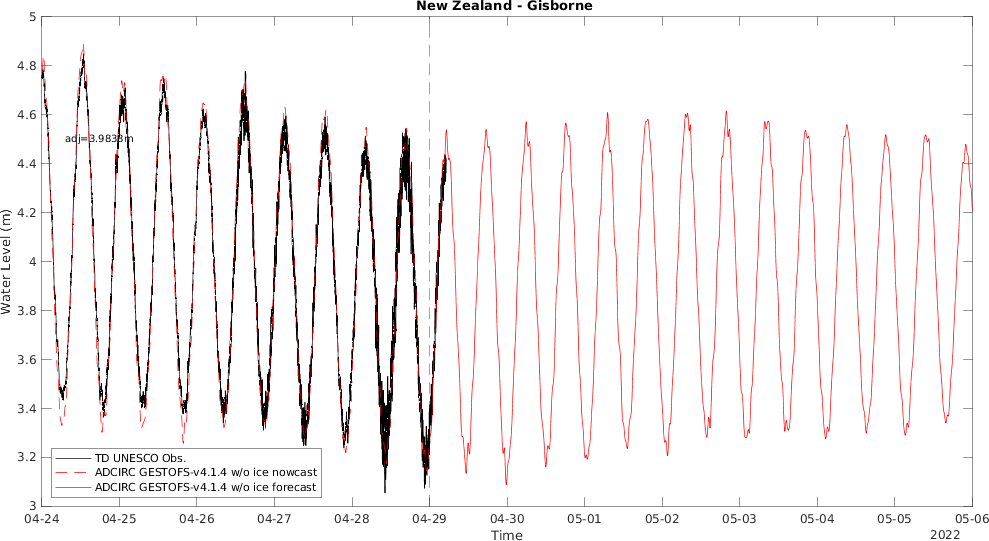 New Zealand - Gisborne
5
4.8
4.6
4.4
4.2
4
3.8
3.6
3.4
3.2
3
Water Level (m)
adj=3.9833m
TD UNESCO Obs.
ADCIRC GESTOFS-v4.1.4 w/o ice nowcast
ADCIRC GESTOFS-v4.1.4 w/o ice forecast
04-24 04-25 04-26 04-27 04-28 04-29 04-30 05-01 05-02 05-03 05-04 05-05 05-06
Time
2022